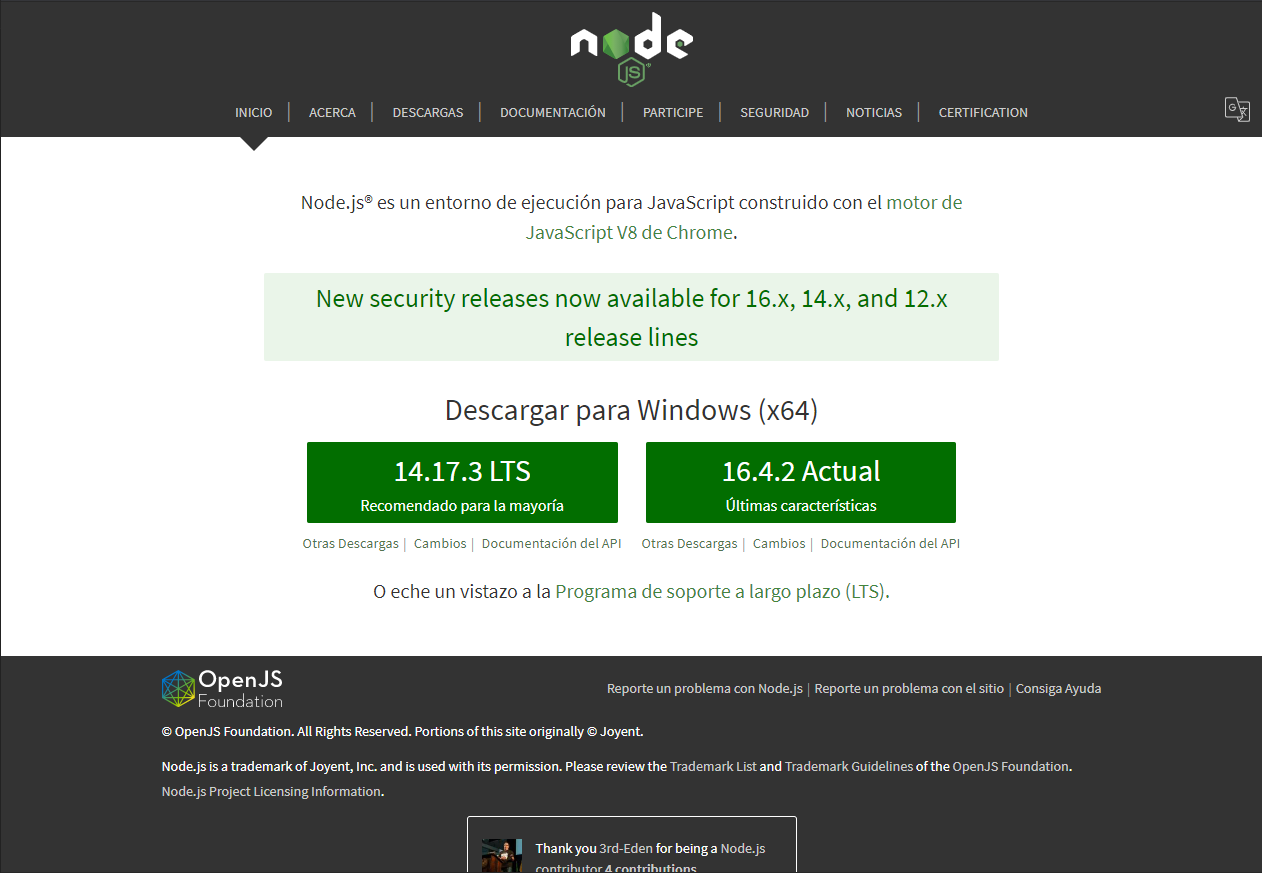 node
JS
INICIO | ACERCA | DESCARGAS | DOCUMENTACIÓN | PARTICIPE | SEGURIDAD | NOTICIAS | CERTIFICATION
Node.js® es un entorno de ejecución para JavaScript construido con el motor de
JavaScript V8 de Chrome.
New security releases now available for 16.x, 14.x, and 12.x
release lines
Descargar para Windows (x64)
14.17.3 LTS
Recomendado para la mayoría
16.4.2 Actual
Últimas características
Otras Descargas | Cambios | Documentación del API
Otras Descargas | Cambios | Documentación del API
O eche un vistazo a la Programa de soporte a largo plazo (LTS).
OpenJS
Foundation
Reporte un problema con Node.js | Reporte un problema con el sitio | Consiga Ayuda
© OpenJS Foundation. All Rights Reserved. Portions of this site originally © Joyent.
Node.js is a trademark of Joyent, Inc. and is used with its permission. Please review the Trademark List and Trademark Guidelines of the OpenJS Foundation.
Node.js Project Licensing Information.
Thank you 3rd-Eden for being a Node.js
contributor 4 contributions